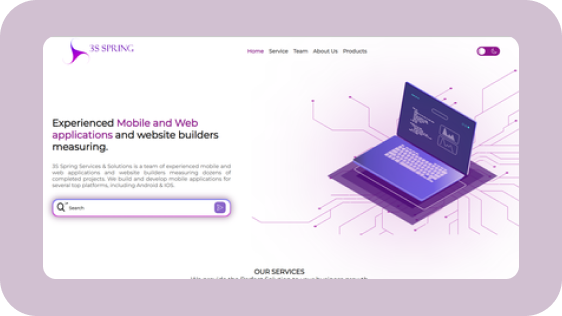 3S SPRING
Home Service Team About Us Products
Experienced Mobile and Web
applications and website builders
measuring.
3S Spring Services & Solutions is a team of experienced mobile and
web applications and website builders measuring dozens of
completed projects. We build and develop mobile applications for
several top platforms, including Android & IOS.
Search
OUR SERVICES